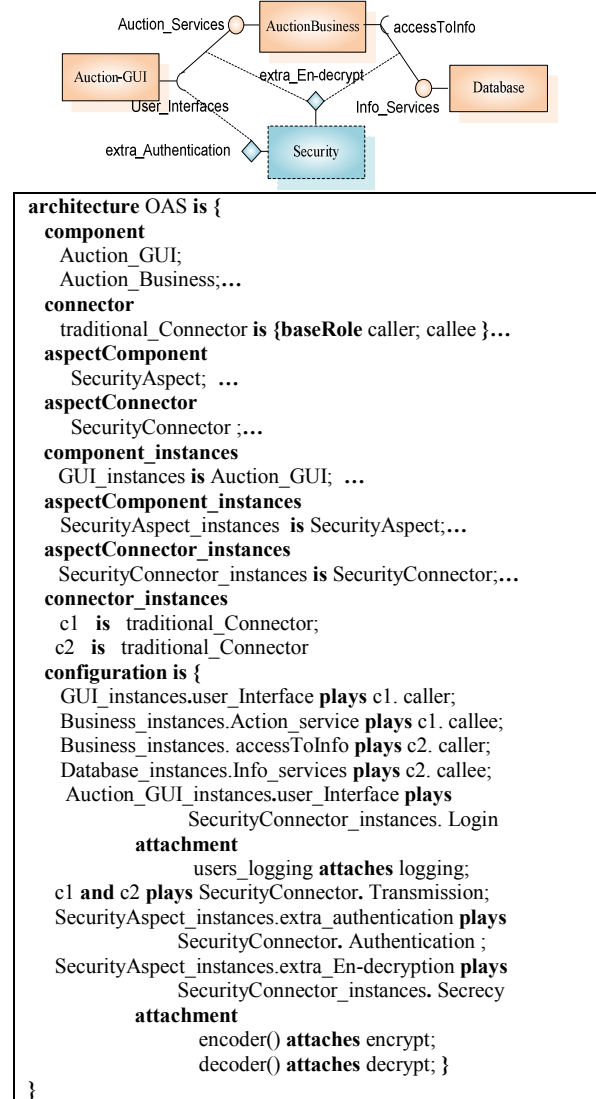 Auction_Services
AuctionBusiness
accessToInfo
Auction-GUI
extra_En-decrypt
Database
User_Interfaces
Info_Services
extra_Authentication
Security
architecture OAS is {
component
Auction_GUI;
Auction_Business;…
connector
traditional_Connector is {baseRole caller; callee }…
aspectComponent
SecurityAspect; …
aspectConnector
SecurityConnector ;…
component_instances
GUI_instances is Auction_GUI; …
aspectComponent_instances
SecurityAspect_instances is SecurityAspect;…
aspectConnector_instances
SecurityConnector_instances is SecurityConnector;…
connector_instances
c1 is traditional_Connector;
c2 is traditional_Connector
configuration is {
GUI_instances.user_Interface plays c1. caller;
Business_instances.Action_service plays c1. callee;
Business_instances. accessToInfo plays c2. caller;
Database_instances.Info_services plays c2. callee;
Auction_GUI_instances.user_Interface plays
SecurityConnector_instances. Login
attachment
users_logging attaches logging;
c1 and c2 plays SecurityConnector. Transmission;
SecurityAspect_instances.extra_authentication plays
SecurityConnector. Authentication ;
SecurityAspect_instances.extra_En-decryption plays
SecurityConnector_instances. Secrecy
attachment
encoder() attaches encrypt;
decoder() attaches decrypt; }
}